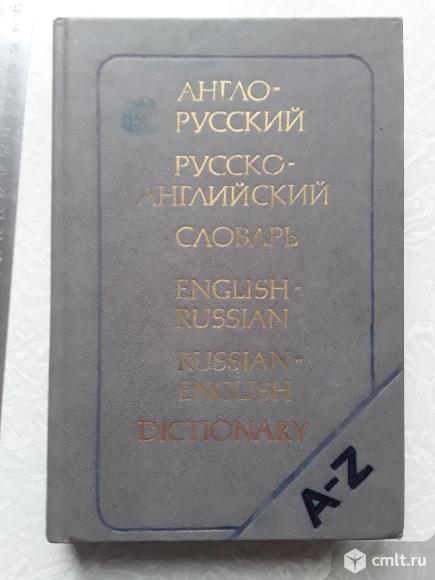 АНГЛО-
РУССКИЙ
РУССКО-
АНГЛИЙСКИЙ
СЛОВАРЬ
ENGLISH-
RUSSIAN
RUSSIAN-
ENGLISH
DICTIONARY
A-Z
cmlt.ru